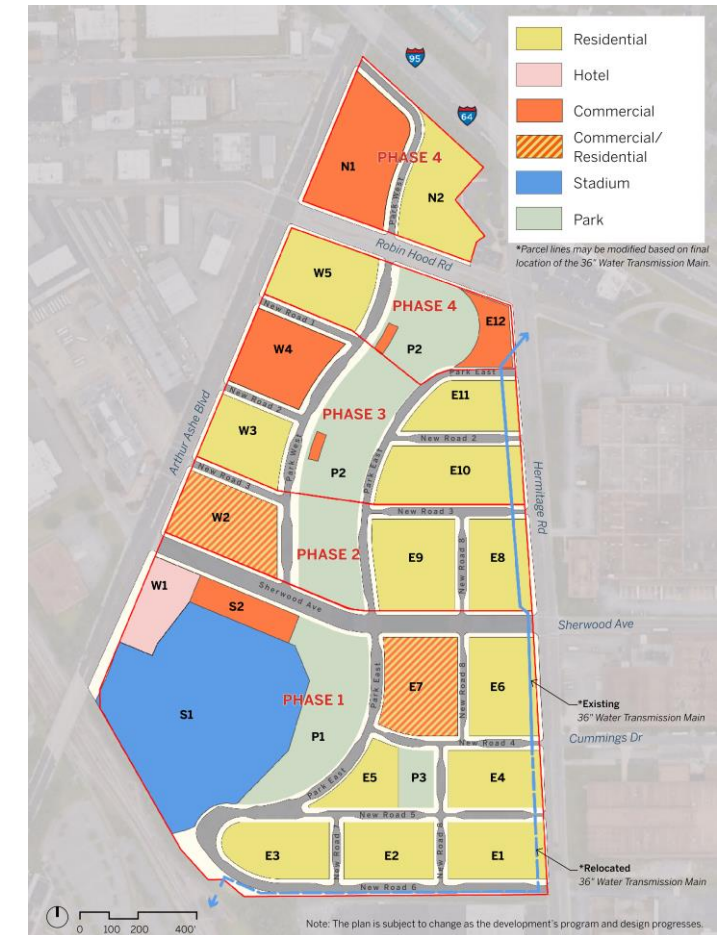 95
64
Residential
Hotel
Commercial
Commercial/
Residential
Stadium
Park
*Parcel lines may be modified based on final
location of the 36" Water Transmission Main.
PHASE 4
N1
N2
Park West
Robin Hood Rd
W5
PHASE 4
E12
New Road 1
P2
W4
Park East
E11
New Road 2
PHASE 3
Arthur Ashe Blvd
W3
Park West
P2
Park East
New Road 2
E10
Hermitage Rd
New Road 3
W2
New Road 3
PHASE 2
E9
New Road 8
E8
W1
Sherwood Ave
S2
Sherwood Ave
PHASE 1
Park East
E7
New Road 8
E6
S1
P1
*Existing
36" Water Transmission Main
New Road 4
Cummings Dr
Park East
E5
P3
E4
New Road 5
E3
New Road 7
E2
New Road 8
E1
*Relocated
36" Water Transmission Main
New Road 6
0 100 200 400'
Note: The plan is subject to change as the development's program and design progresses.